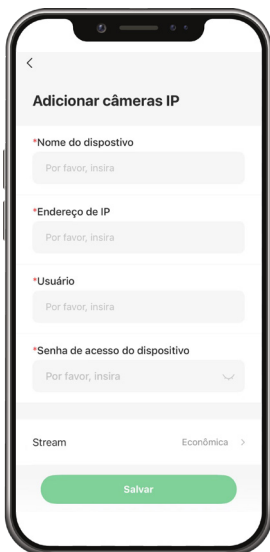 Adicionar câmeras IP
*Nome do dispostivo
Por favor, insira
*Endereço de IP
Por favor, insira
*Usuário
Por favor, insira
*Senha de acesso do dispositivo
Por favor, insira
Stream Econômica >
Salvar